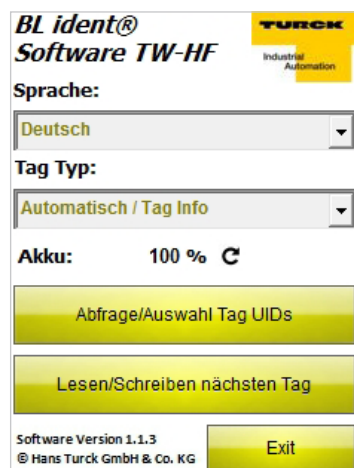 BL ident®
Software TW-HF
TURCK
Industrial
Automation
Sprache:
Deutsch
Tag Typ:
Automatisch / Tag Info
Akku: 100 %
Abfrage/Auswahl Tag UIDs
Lesen/Schreiben nächsten Tag
Software Version 1.1.3
© Hans Turck GmbH & Co. KG
Exit